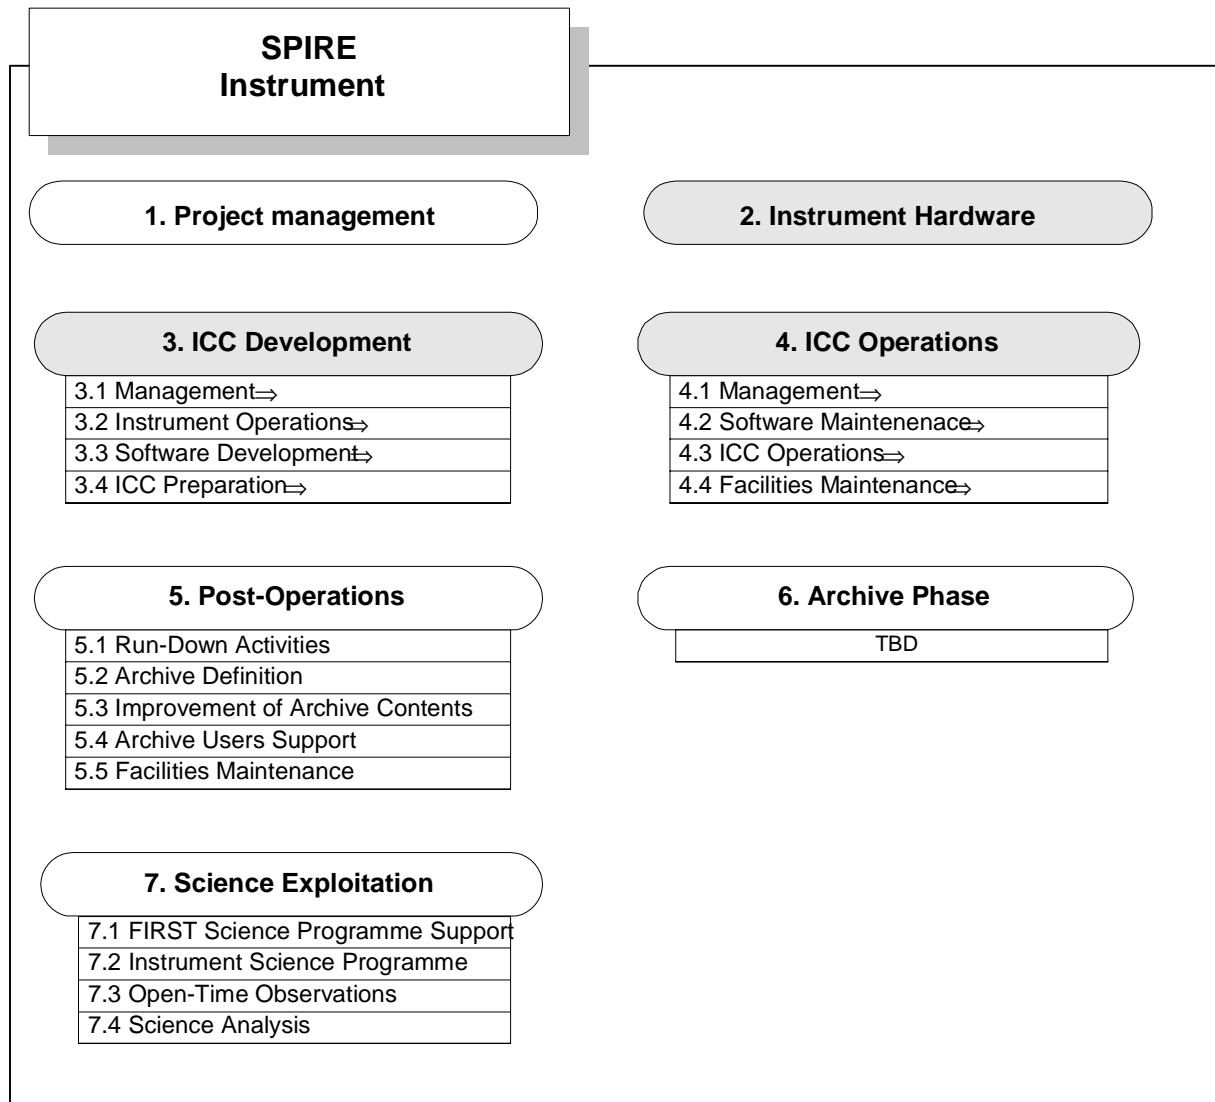 SPIRE
Instrument
1. Project management
2. Instrument Hardware
3. ICC Development
3.1 Management⇒
3.2 Instrument Operations⇒
3.3 Software Development⇒
3.4 ICC Preparation⇒
4. ICC Operations
4.1 Management⇒
4.2 Software Maintenenace⇒
4.3 ICC Operations⇒
4.4 Facilities Maintenance⇒
5. Post-Operations
5.1 Run-Down Activities
5.2 Archive Definition
5.3 Improvement of Archive Contents
5.4 Archive Users Support
5.5 Facilities Maintenance
6. Archive Phase
TBD
7. Science Exploitation
7.1 FIRST Science Programme Support
7.2 Instrument Science Programme
7.3 Open-Time Observations
7.4 Science Analysis